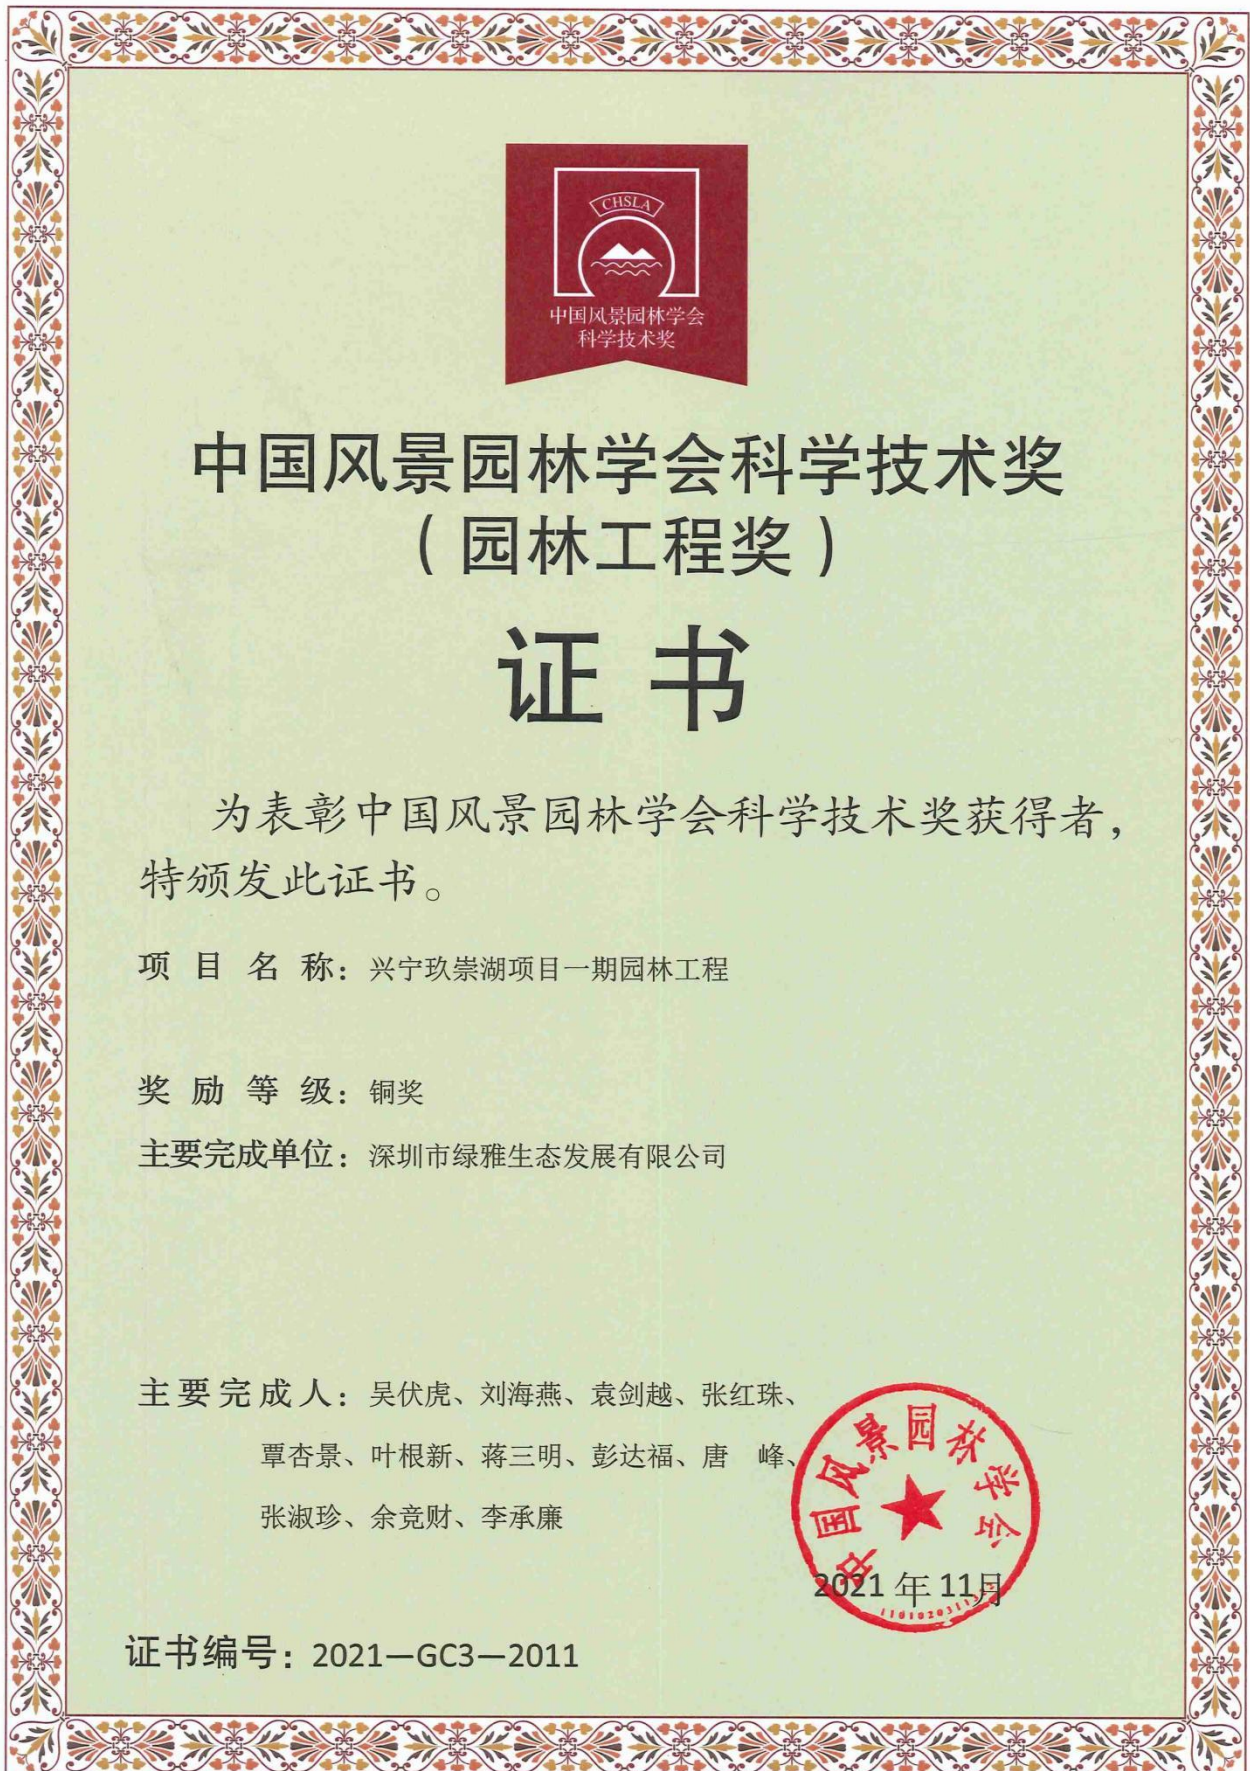 CHSLA
中国风景园林学会
科学技术奖
中国风景园林学会科学技术奖
（园林工程奖）
证书
为表彰中国风景园林学会科学技术奖获得者，
特颁发此证书。
项目名称：兴宁玖崇湖项目一期园林工程
奖励等级：铜奖
主要完成单位：深圳市绿雅生态发展有限公司
主要完成人：吴伏虎、刘海燕、袁剑越、张红珠、
覃杏景、叶根新、蒋三明、彭达福、唐　峰、
张淑珍、余竞财、李承廉
中国风景园林学会
2021年11月
证书编号：2021—GC3—2011